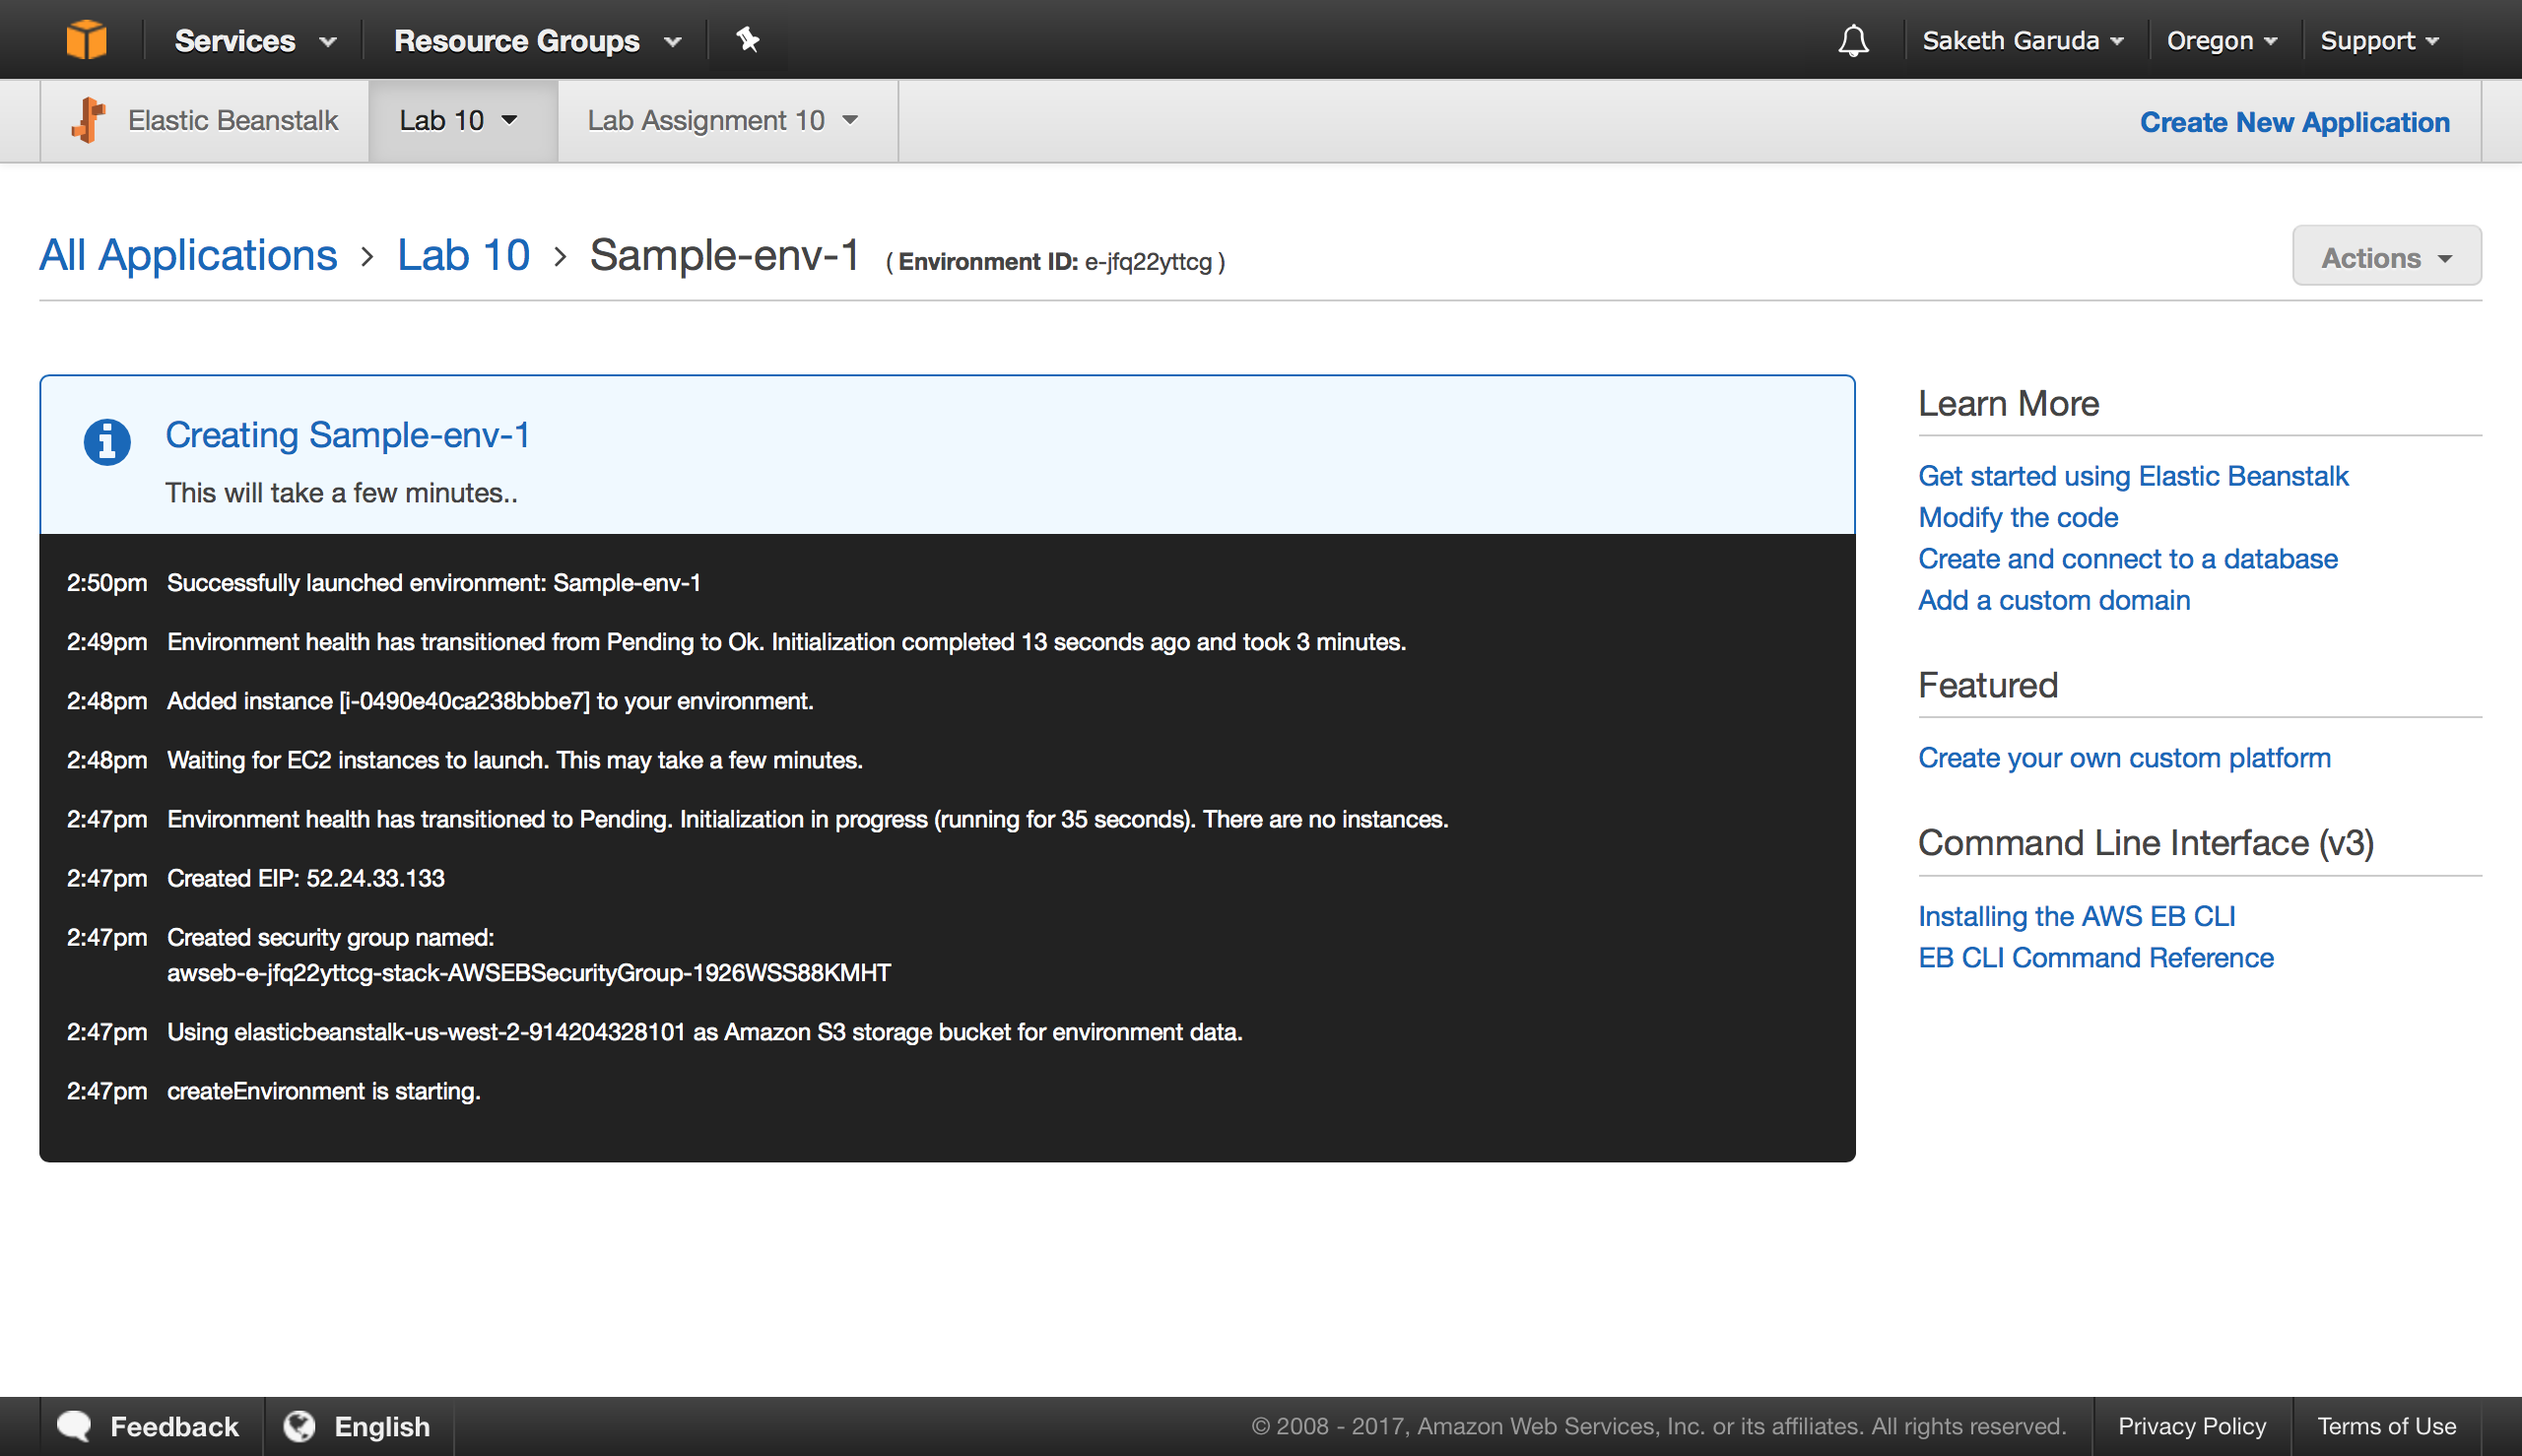 Services Resource Groups Saketh Garuda Oregon Support
Elastic Beanstalk Lab 10 Lab Assignment 10 Create New Application
All Applications > Lab 10 > Sample-env-1 ( Environment ID: e-jfq22yttcg ) Actions
Creating Sample-env-1
This will take a few minutes..
2:50pm Successfully launched environment: Sample-env-1
2:49pm Environment health has transitioned from Pending to Ok. Initialization completed 13 seconds ago and took 3 minutes.
2:48pm Added instance [i-0490e40ca238bbbe7] to your environment.
2:48pm Waiting for EC2 instances to launch. This may take a few minutes.
2:47pm Environment health has transitioned to Pending. Initialization in progress (running for 35 seconds). There are no instances.
2:47pm Created EIP: 52.24.33.133
2:47pm Created security group named:
awseb-e-jfq22yttcg-stack-AWSEBSecurityGroup-1926WSS88KMHT
2:47pm Using elasticbeanstalk-us-west-2-914204328101 as Amazon S3 storage bucket for environment data.
2:47pm createEnvironment is starting.
Learn More
Get started using Elastic Beanstalk
Modify the code
Create and connect to a database
Add a custom domain
Featured
Create your own custom platform
Command Line Interface (v3)
Installing the AWS EB CLI
EB CLI Command Reference
Feedback English © 2008 - 2017, Amazon Web Services, Inc. or its affiliates. All rights reserved. Privacy Policy Terms of Use